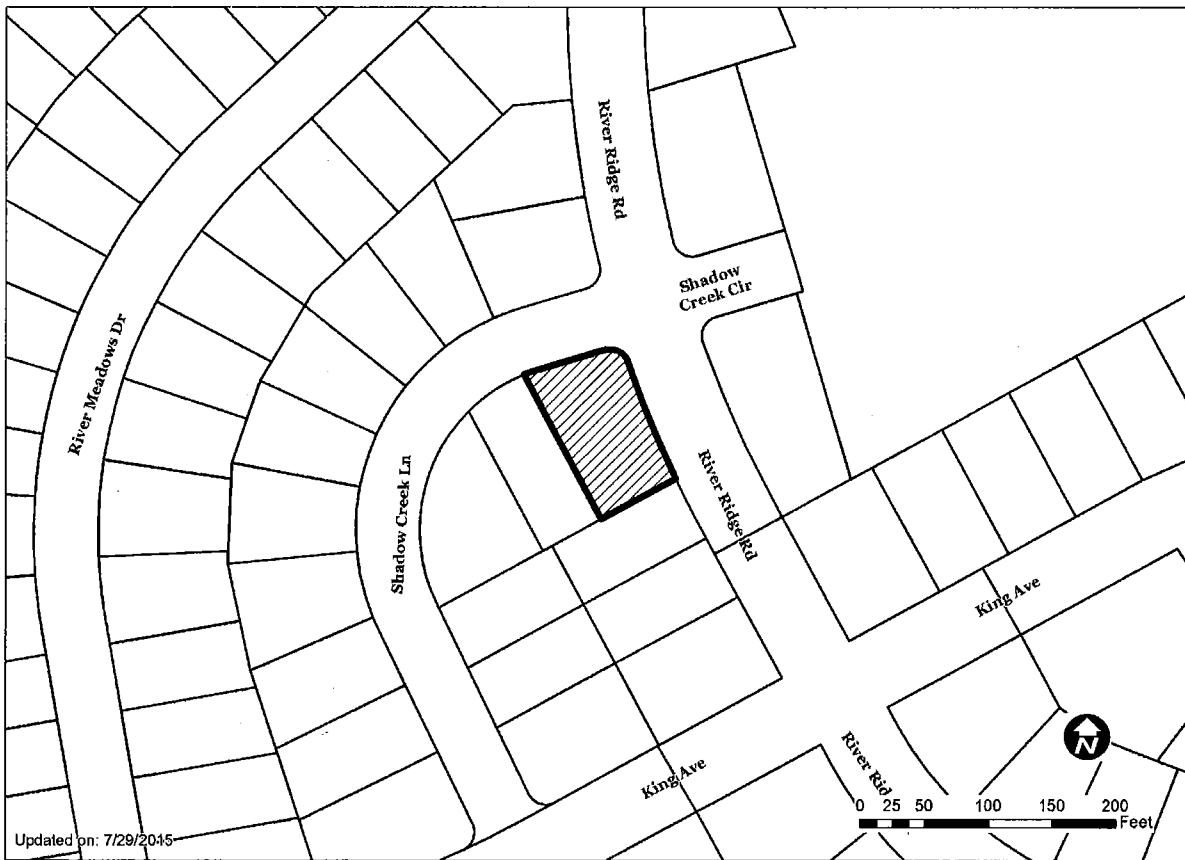 River Ridge Rd
Shadow
Creek Cir
River Meadows Dr
Shadow Creek Ln
River Ridge Rd
King Ave
King Ave
River Rid
N
0 25 50 100 150 200
Feet
Updated on: 7/29/2015